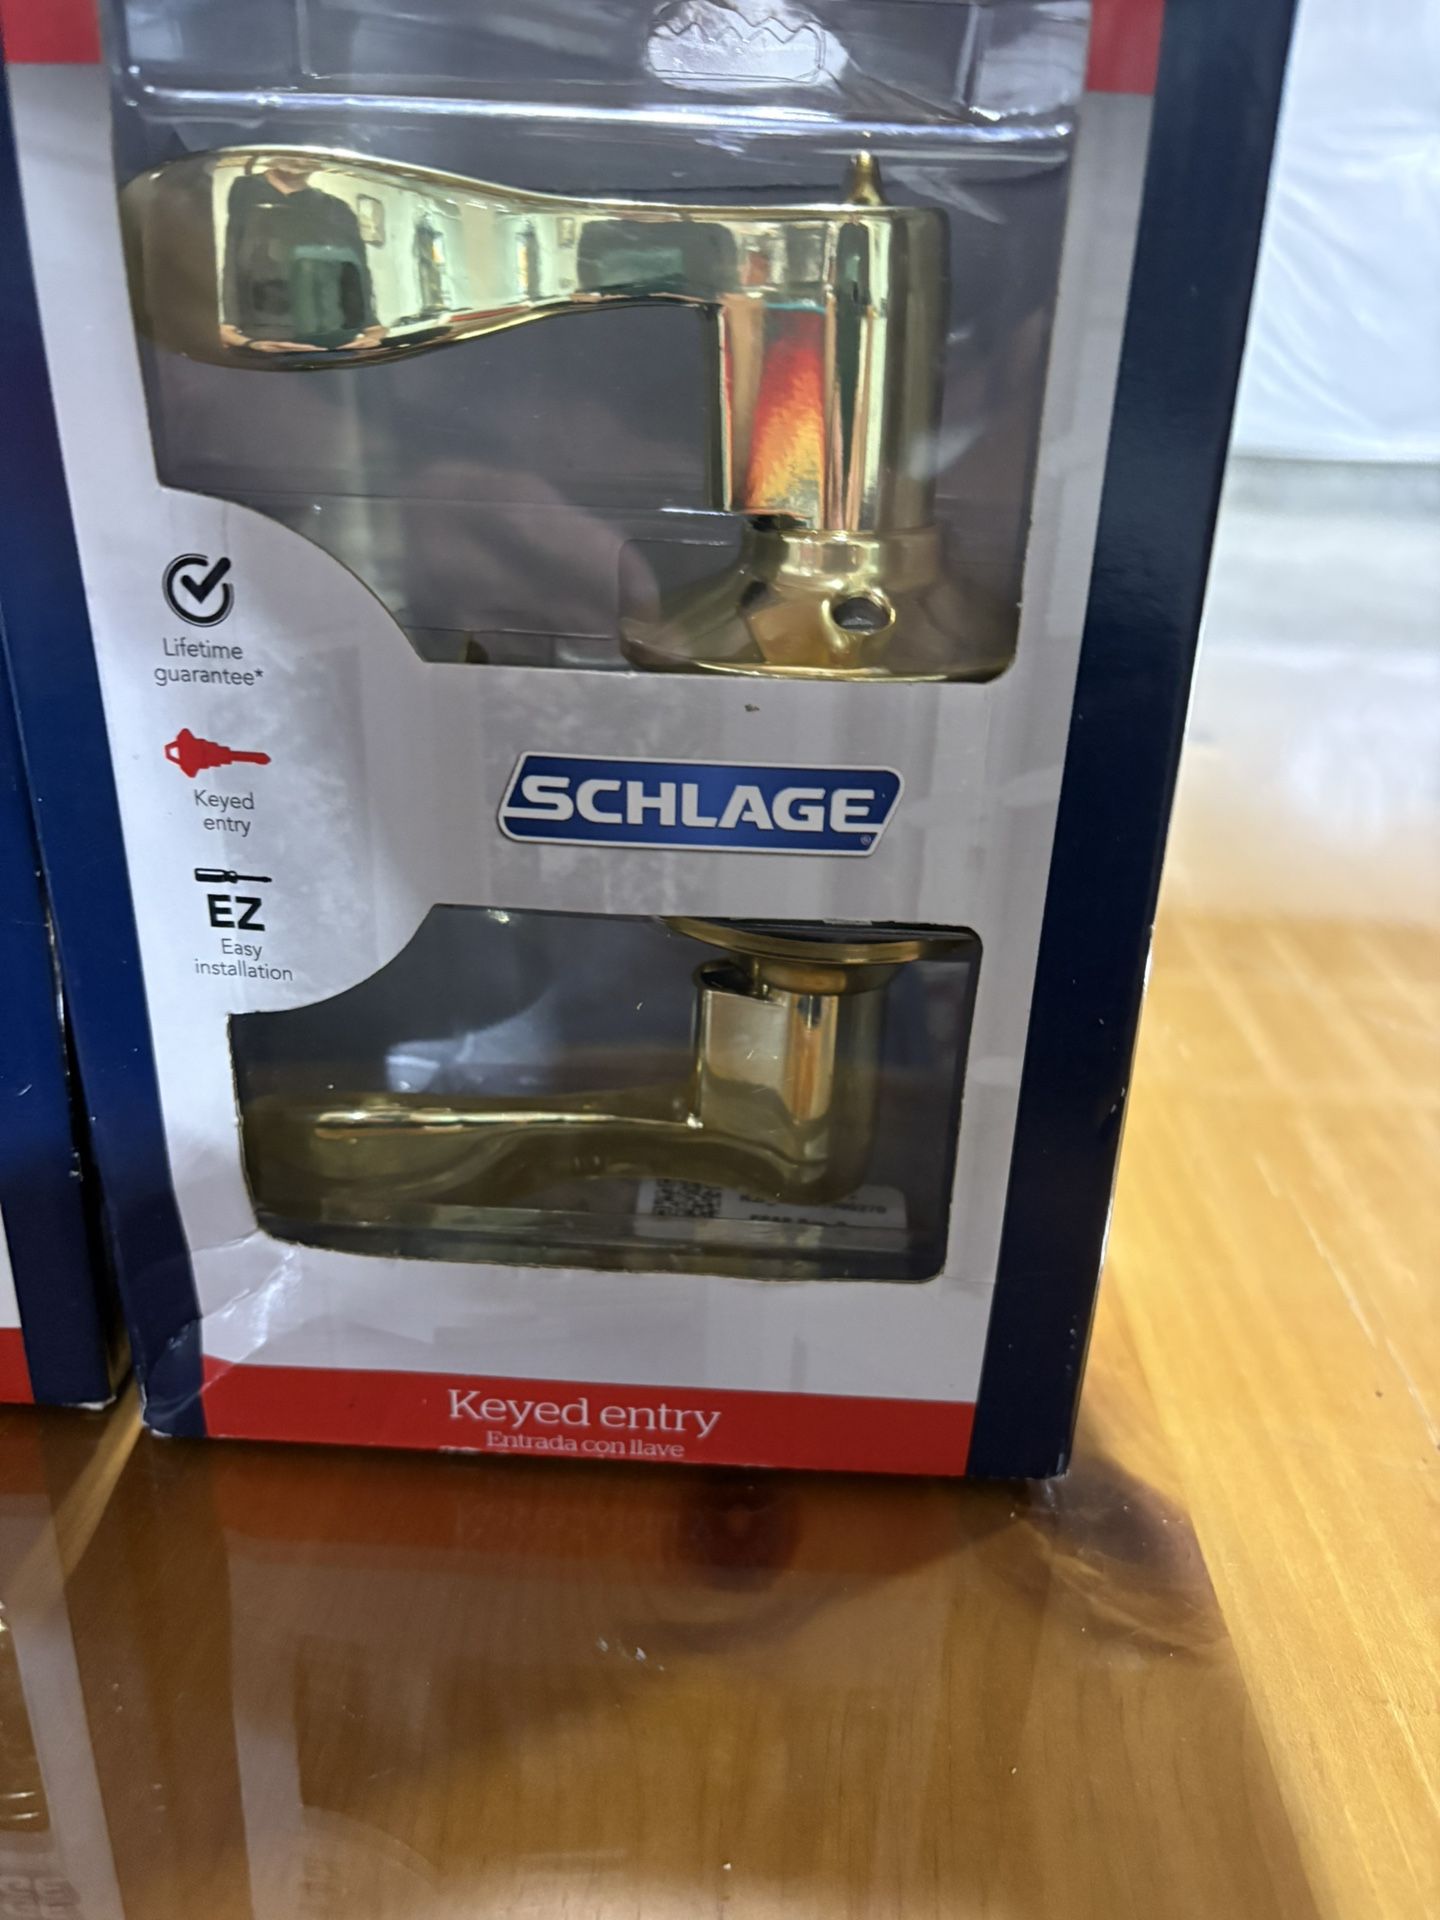 Lifetime
guarantee*
Keyed
entry
SCHLAGE®
EZ
Easy
installation
Keyed entry
Entrada con llave